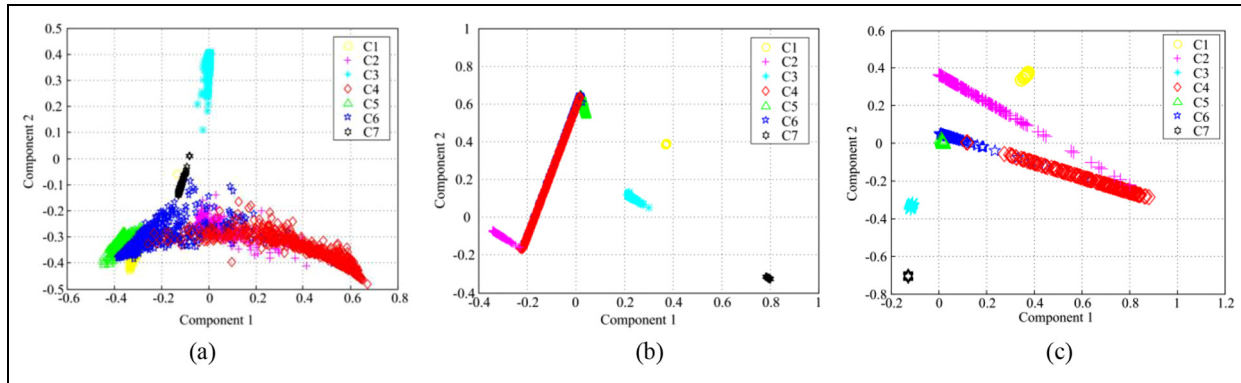 0.5
0.4
0.3
0.2
0.1
0
-0.1
-0.2
-0.3
-0.4
-0.5
Component 2
-0.6 -0.4 -0.2 0 0.2 0.4 0.6 0.8
Component 1
C1
C2
C3
C4
C5
C6
C7
(a)
1
0.8
0.6
0.4
0.2
0
-0.2
-0.4
Component 2
-0.4 -0.2 0 0.2 0.4 0.6 0.8 1
Component 1
C1
C2
C3
C4
C5
C6
C7
(b)
0.6
0.4
0.2
0
-0.2
-0.4
-0.6
-0.8
Component 2
-0.2 0 0.2 0.4 0.6 0.8 1 1.2
Component 1
C1
C2
C3
C4
C5
C6
C7
(c)